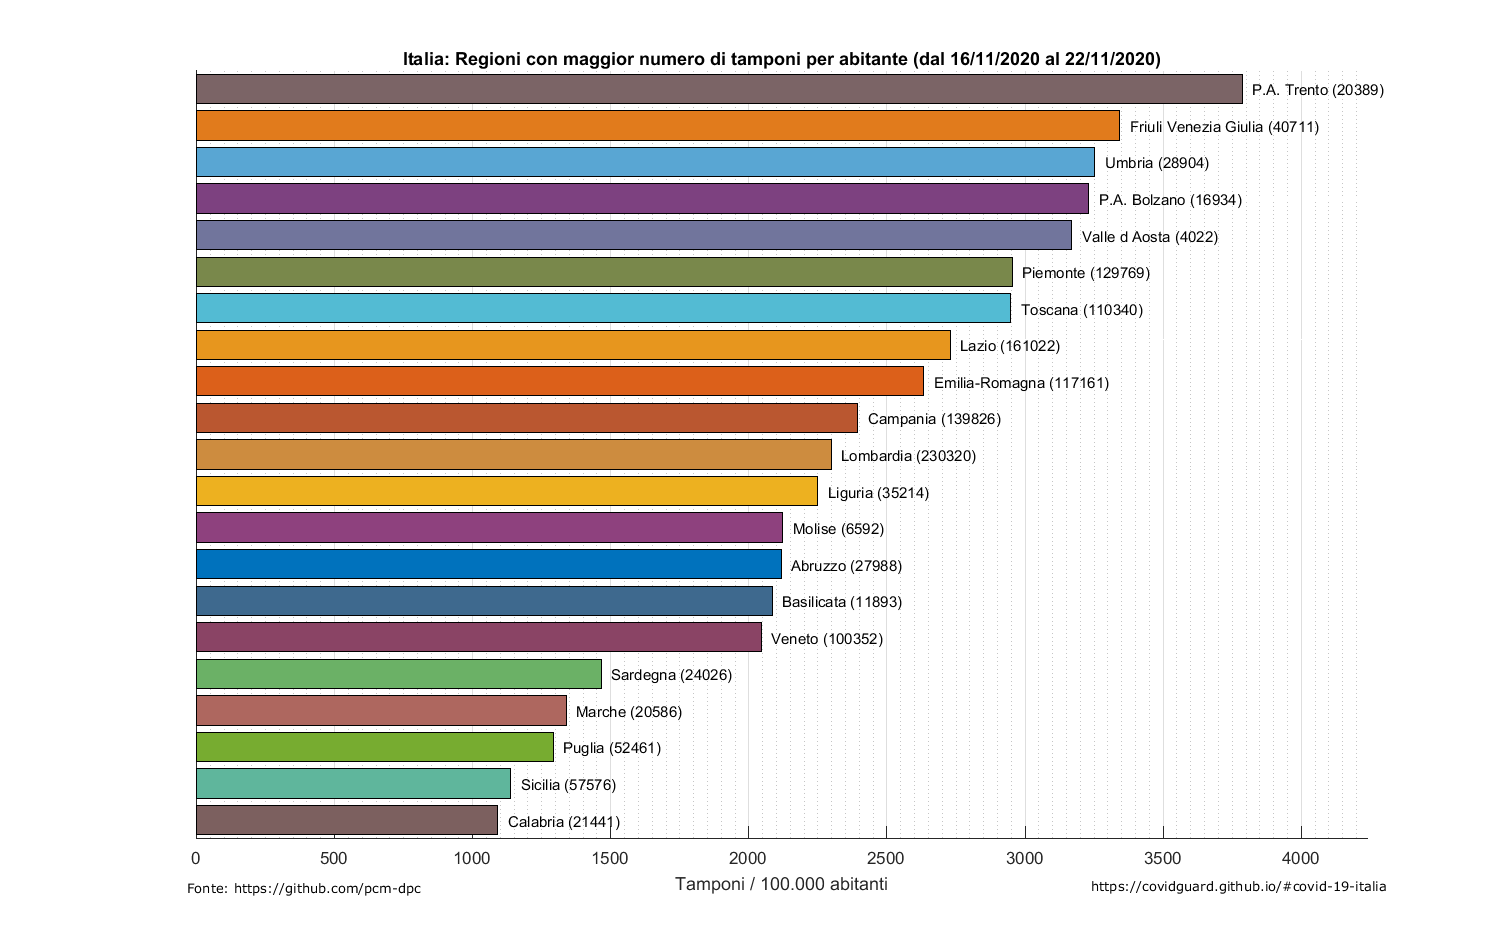 Italia: Regioni con maggior numero di tamponi per abitante (dal 16/11/2020 al 22/11/2020)
P.A. Trento (20389)
Friuli Venezia Giulia (40711)
Umbria (28904)
P.A. Bolzano (16934)
Valle d Aosta (4022)
Piemonte (129769)
Toscana (110340)
Lazio (161022)
Emilia-Romagna (117161)
Campania (139826)
Lombardia (230320)
Liguria (35214)
Molise (6592)
Abruzzo (27988)
Basilicata (11893)
Veneto (100352)
Sardegna (24026)
Marche (20586)
Puglia (52461)
Sicilia (57576)
Calabria (21441)
0 500 1000 1500 2000 2500 3000 3500 4000
Tamponi / 100.000 abitanti
Fonte: https://github.com/pcm-dpc
https://covidguard.github.io/#covid-19-italia